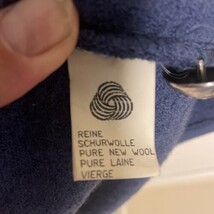 REINE
SCHURWOLLE
PURE NEW WOOL
PURE LAINE
VIERGE